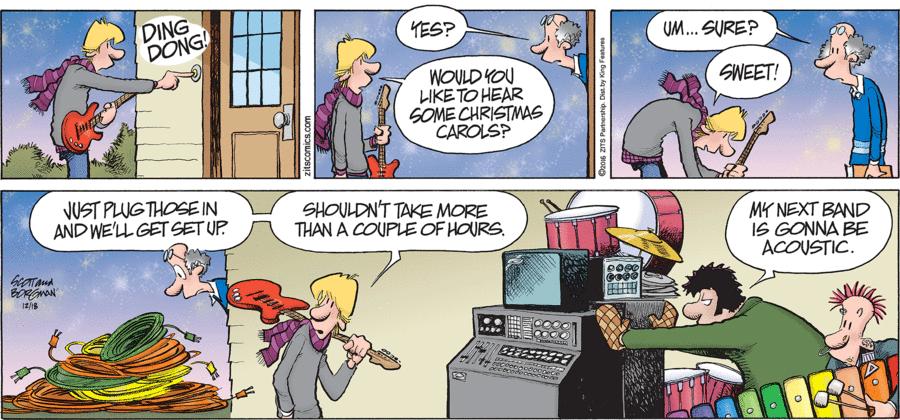 DING
DONG!
zitscomics.com
YES?
WOULD YOU
LIKE TO HEAR
SOME CHRISTMAS
CAROLS?
©2016 ZITS Partnership. Dist. by King Features
UM... SURE?
SWEET!
JUST PLUG THOSE IN
AND WE'LL GET SET UP.
SHOULDN'T TAKE MORE
THAN A COUPLE OF HOURS.
MY NEXT BAND
IS GONNA BE
ACOUSTIC.
SCOTT and
BORGMAN
12/18